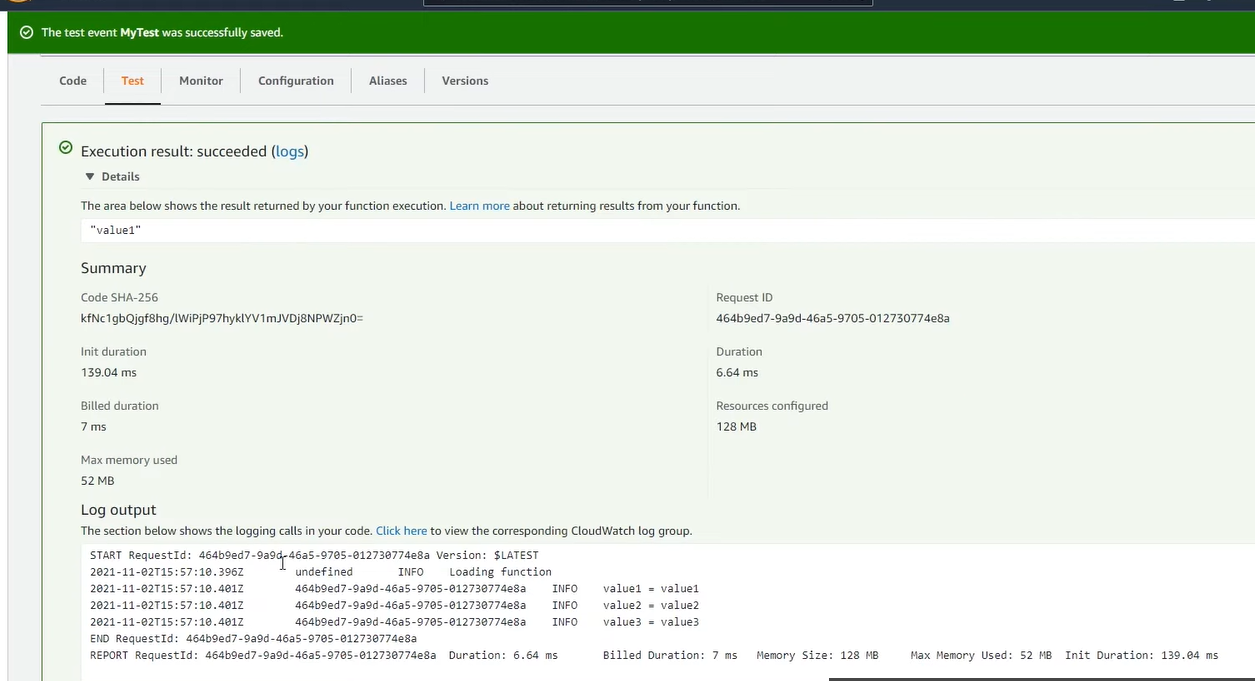 The test event MyTest was successfully saved.
Code Test Monitor Configuration Aliases Versions
Execution result: succeeded (logs)
Details
The area below shows the result returned by your function execution. Learn more about returning results from your function.
"value1"
Summary
Code SHA-256
kfNc1gbQjgf8hg/lWiPjP97hyklYV1mJVDj8NPWZjn0=
Request ID
464b9ed7-9a9d-46a5-9705-012730774e8a
Init duration
139.04 ms
Duration
6.64 ms
Billed duration
7 ms
Resources configured
128 MB
Max memory used
52 MB
Log output
The section below shows the logging calls in your code. Click here to view the corresponding CloudWatch log group.
START RequestId: 464b9ed7-9a9d-46a5-9705-012730774e8a Version: $LATEST
2021-11-02T15:57:10.396Z undefined INFO Loading function
2021-11-02T15:57:10.401Z 464b9ed7-9a9d-46a5-9705-012730774e8a INFO value1 = value1
2021-11-02T15:57:10.401Z 464b9ed7-9a9d-46a5-9705-012730774e8a INFO value2 = value2
2021-11-02T15:57:10.401Z 464b9ed7-9a9d-46a5-9705-012730774e8a INFO value3 = value3
END RequestId: 464b9ed7-9a9d-46a5-9705-012730774e8a
REPORT RequestId: 464b9ed7-9a9d-46a5-9705-012730774e8a Duration: 6.64 ms Billed Duration: 7 ms Memory Size: 128 MB Max Memory Used: 52 MB Init Duration: 139.04 ms